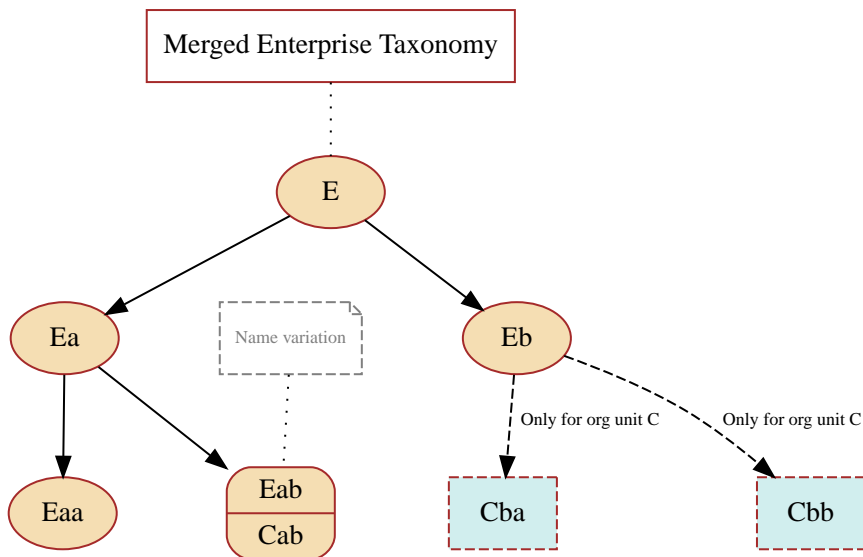 Merged Enterprise Taxonomy
E
Ea
Name variation
Eb
Only for org unit C
Only for org unit C
Eaa
Eab
Cab
Cba
Cbb